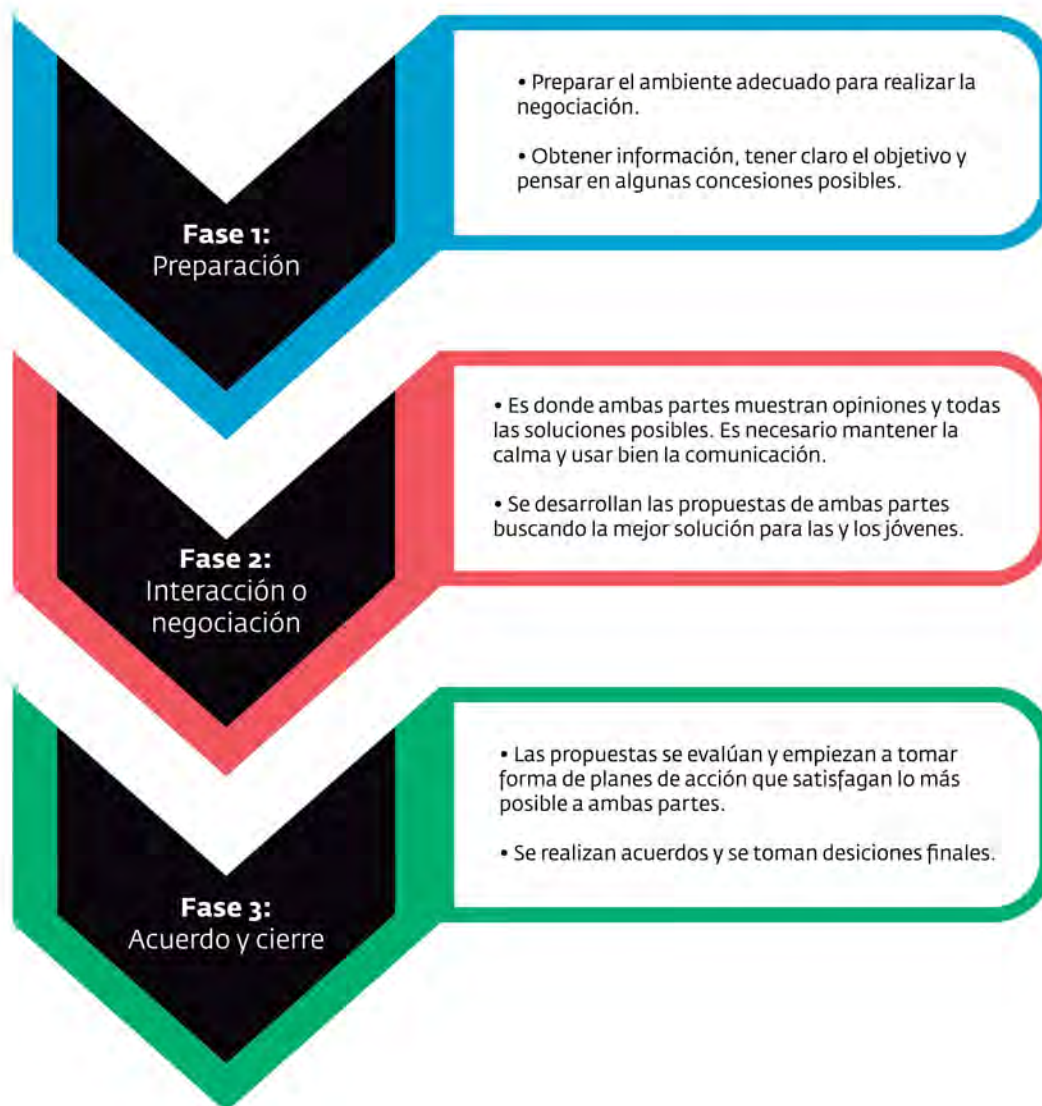 Fase 1:
Preparación
• Preparar el ambiente adecuado para realizar la
negociación.
• Obtener información, tener claro el objetivo y
pensar en algunas concesiones posibles.
Fase 2:
Interacción o
negociación
• Es donde ambas partes muestran opiniones y todas
las soluciones posibles. Es necesario mantener la
calma y usar bien la comunicación.
• Se desarrollan las propuestas de ambas partes
buscando la mejor solución para las y los jóvenes.
Fase 3:
Acuerdo y cierre
• Las propuestas se evalúan y empiezan a tomar
forma de planes de acción que satisfagan lo más
posible a ambas partes.
• Se realizan acuerdos y se toman desiciones finales.